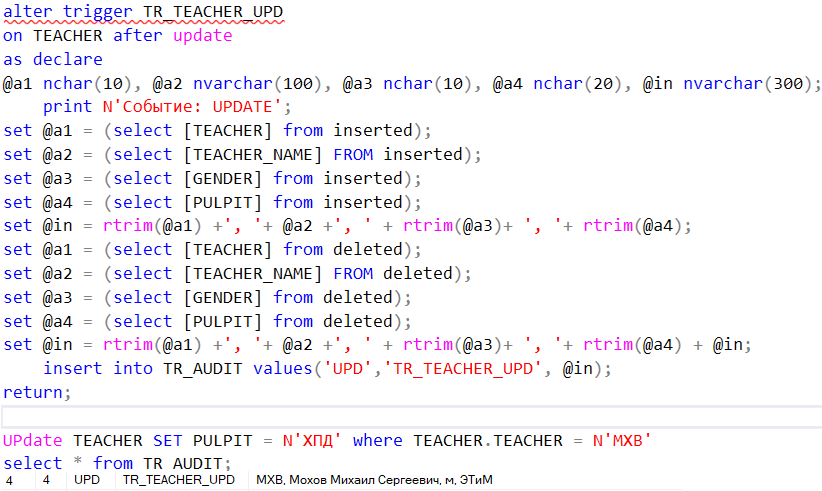 alter trigger TR_TEACHER_UPD
on TEACHER after update
as declare
@a1 nchar(10), @a2 nvarchar(100), @a3 nchar(10), @a4 nchar(20), @in nvarchar(300);
print N'Событие: UPDATE';
set @a1 = (select [TEACHER] from inserted);
set @a2 = (select [TEACHER_NAME] FROM inserted);
set @a3 = (select [GENDER] from inserted);
set @a4 = (select [PULPIT] from inserted);
set @in = rtrim(@a1) +', '+ @a2 +', ' + rtrim(@a3)+ ', '+ rtrim(@a4);
set @a1 = (select [TEACHER] from deleted);
set @a2 = (select [TEACHER_NAME] FROM deleted);
set @a3 = (select [GENDER] from deleted);
set @a4 = (select [PULPIT] from deleted);
set @in = rtrim(@a1) +', '+ @a2 +', ' + rtrim(@a3)+ ', '+ rtrim(@a4) + @in;
insert into TR_AUDIT values('UPD','TR_TEACHER_UPD', @in);
return;
UPdate TEACHER SET PULPIT = N'ХПД' where TEACHER.TEACHER = N'МХВ'
select * from TR_AUDIT;
4 4 UPD TR_TEACHER_UPD МХВ, Мохов Михаил Сергеевич, м, ЭТиМ